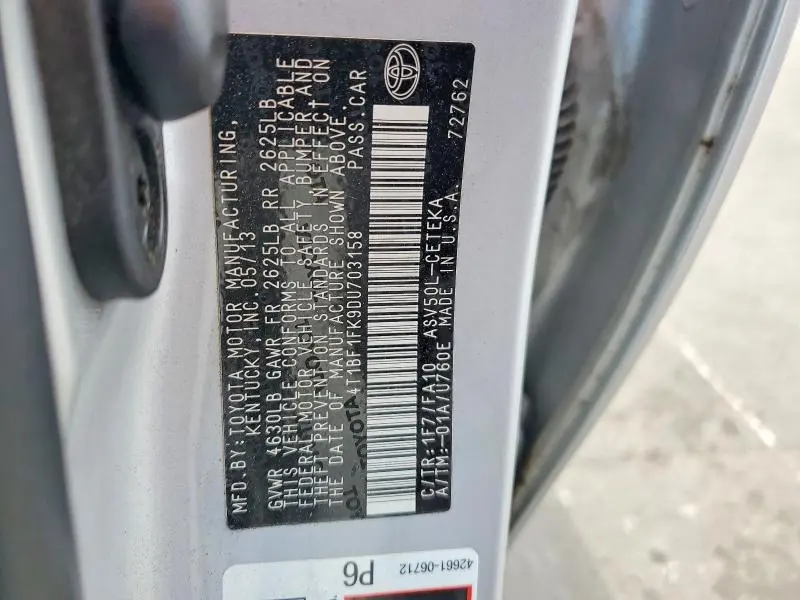 MFD. BY: TOYOTA MOTOR MANUFACTURING,
KENTUCKY, INC 05/13
GVWR 4630LB GAWR FR 2625LB RR 2625LB
THIS VEHICLE CONFORMS TO ALL APPLICABLE
FEDERAL MOTOR VEHICLE SAFETY, BUMPER, AND
THEFT PREVENTION STANDARDS IN EFFECT ON
THE DATE OF MANUFACTURE SHOWN ABOVE.
4T1BF1FK9DU703158 PASS. CAR
C/TR: 1F7/FA10 ASV50L-CETEKA
A/TM: -01A/U760E MADE IN U.S.A. 72762
TOYOTA
P6
42661-06712